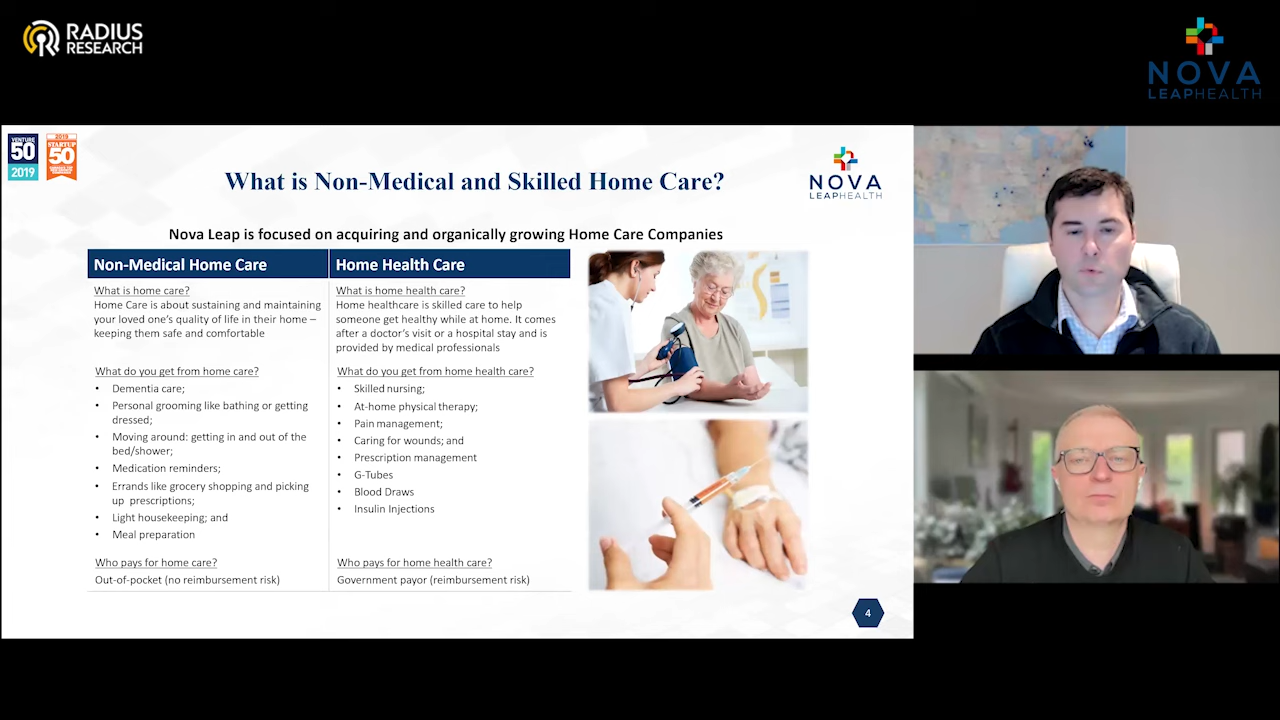 RADIUS
RESEARCH
NOVA
LEAPHEALTH
VENTURE
50
2019
2019
STARTUP
50
What is Non-Medical and Skilled Home Care?
NOVA
LEAPHEALTH
Nova Leap is focused on acquiring and organically growing Home Care Companies
Non-Medical Home Care
What is home care?
Home Care is about sustaining and maintaining
your loved one's quality of life in their home –
keeping them safe and comfortable
What do you get from home care?
• Dementia care;
• Personal grooming like bathing or getting
dressed;
• Moving around: getting in and out of the
bed/shower;
• Medication reminders;
• Errands like grocery shopping and picking
up prescriptions;
• Light housekeeping; and
• Meal preparation
Who pays for home care?
Out-of-pocket (no reimbursement risk)
Home Health Care
What is home health care?
Home healthcare is skilled care to help
someone get healthy while at home. It comes
after a doctor's visit or a hospital stay and is
provided by medical professionals
What do you get from home health care?
• Skilled nursing;
• At-home physical therapy;
• Pain management;
• Caring for wounds; and
• Prescription management
• G-Tubes
• Blood Draws
• Insulin Injections
Who pays for home health care?
Government payor (reimbursement risk)
4